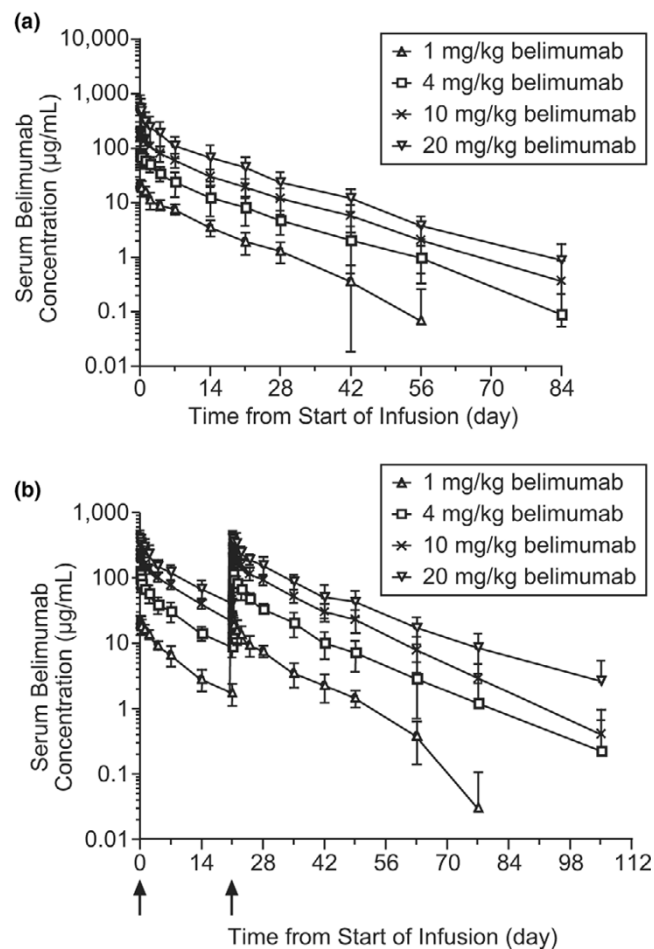 (a)
10,000
1,000
100
10
1
0.1
0.01
Serum Belimumab
Concentration (µg/mL)
1 mg/kg belimumab
4 mg/kg belimumab
10 mg/kg belimumab
20 mg/kg belimumab
0 14 28 42 56 70 84
Time from Start of Infusion (day)
(b)
1,000
100
10
1
0.1
0.01
Serum Belimumab
Concentration (µg/mL)
1 mg/kg belimumab
4 mg/kg belimumab
10 mg/kg belimumab
20 mg/kg belimumab
0 14 28 42 56 70 84 98 112
Time from Start of Infusion (day)